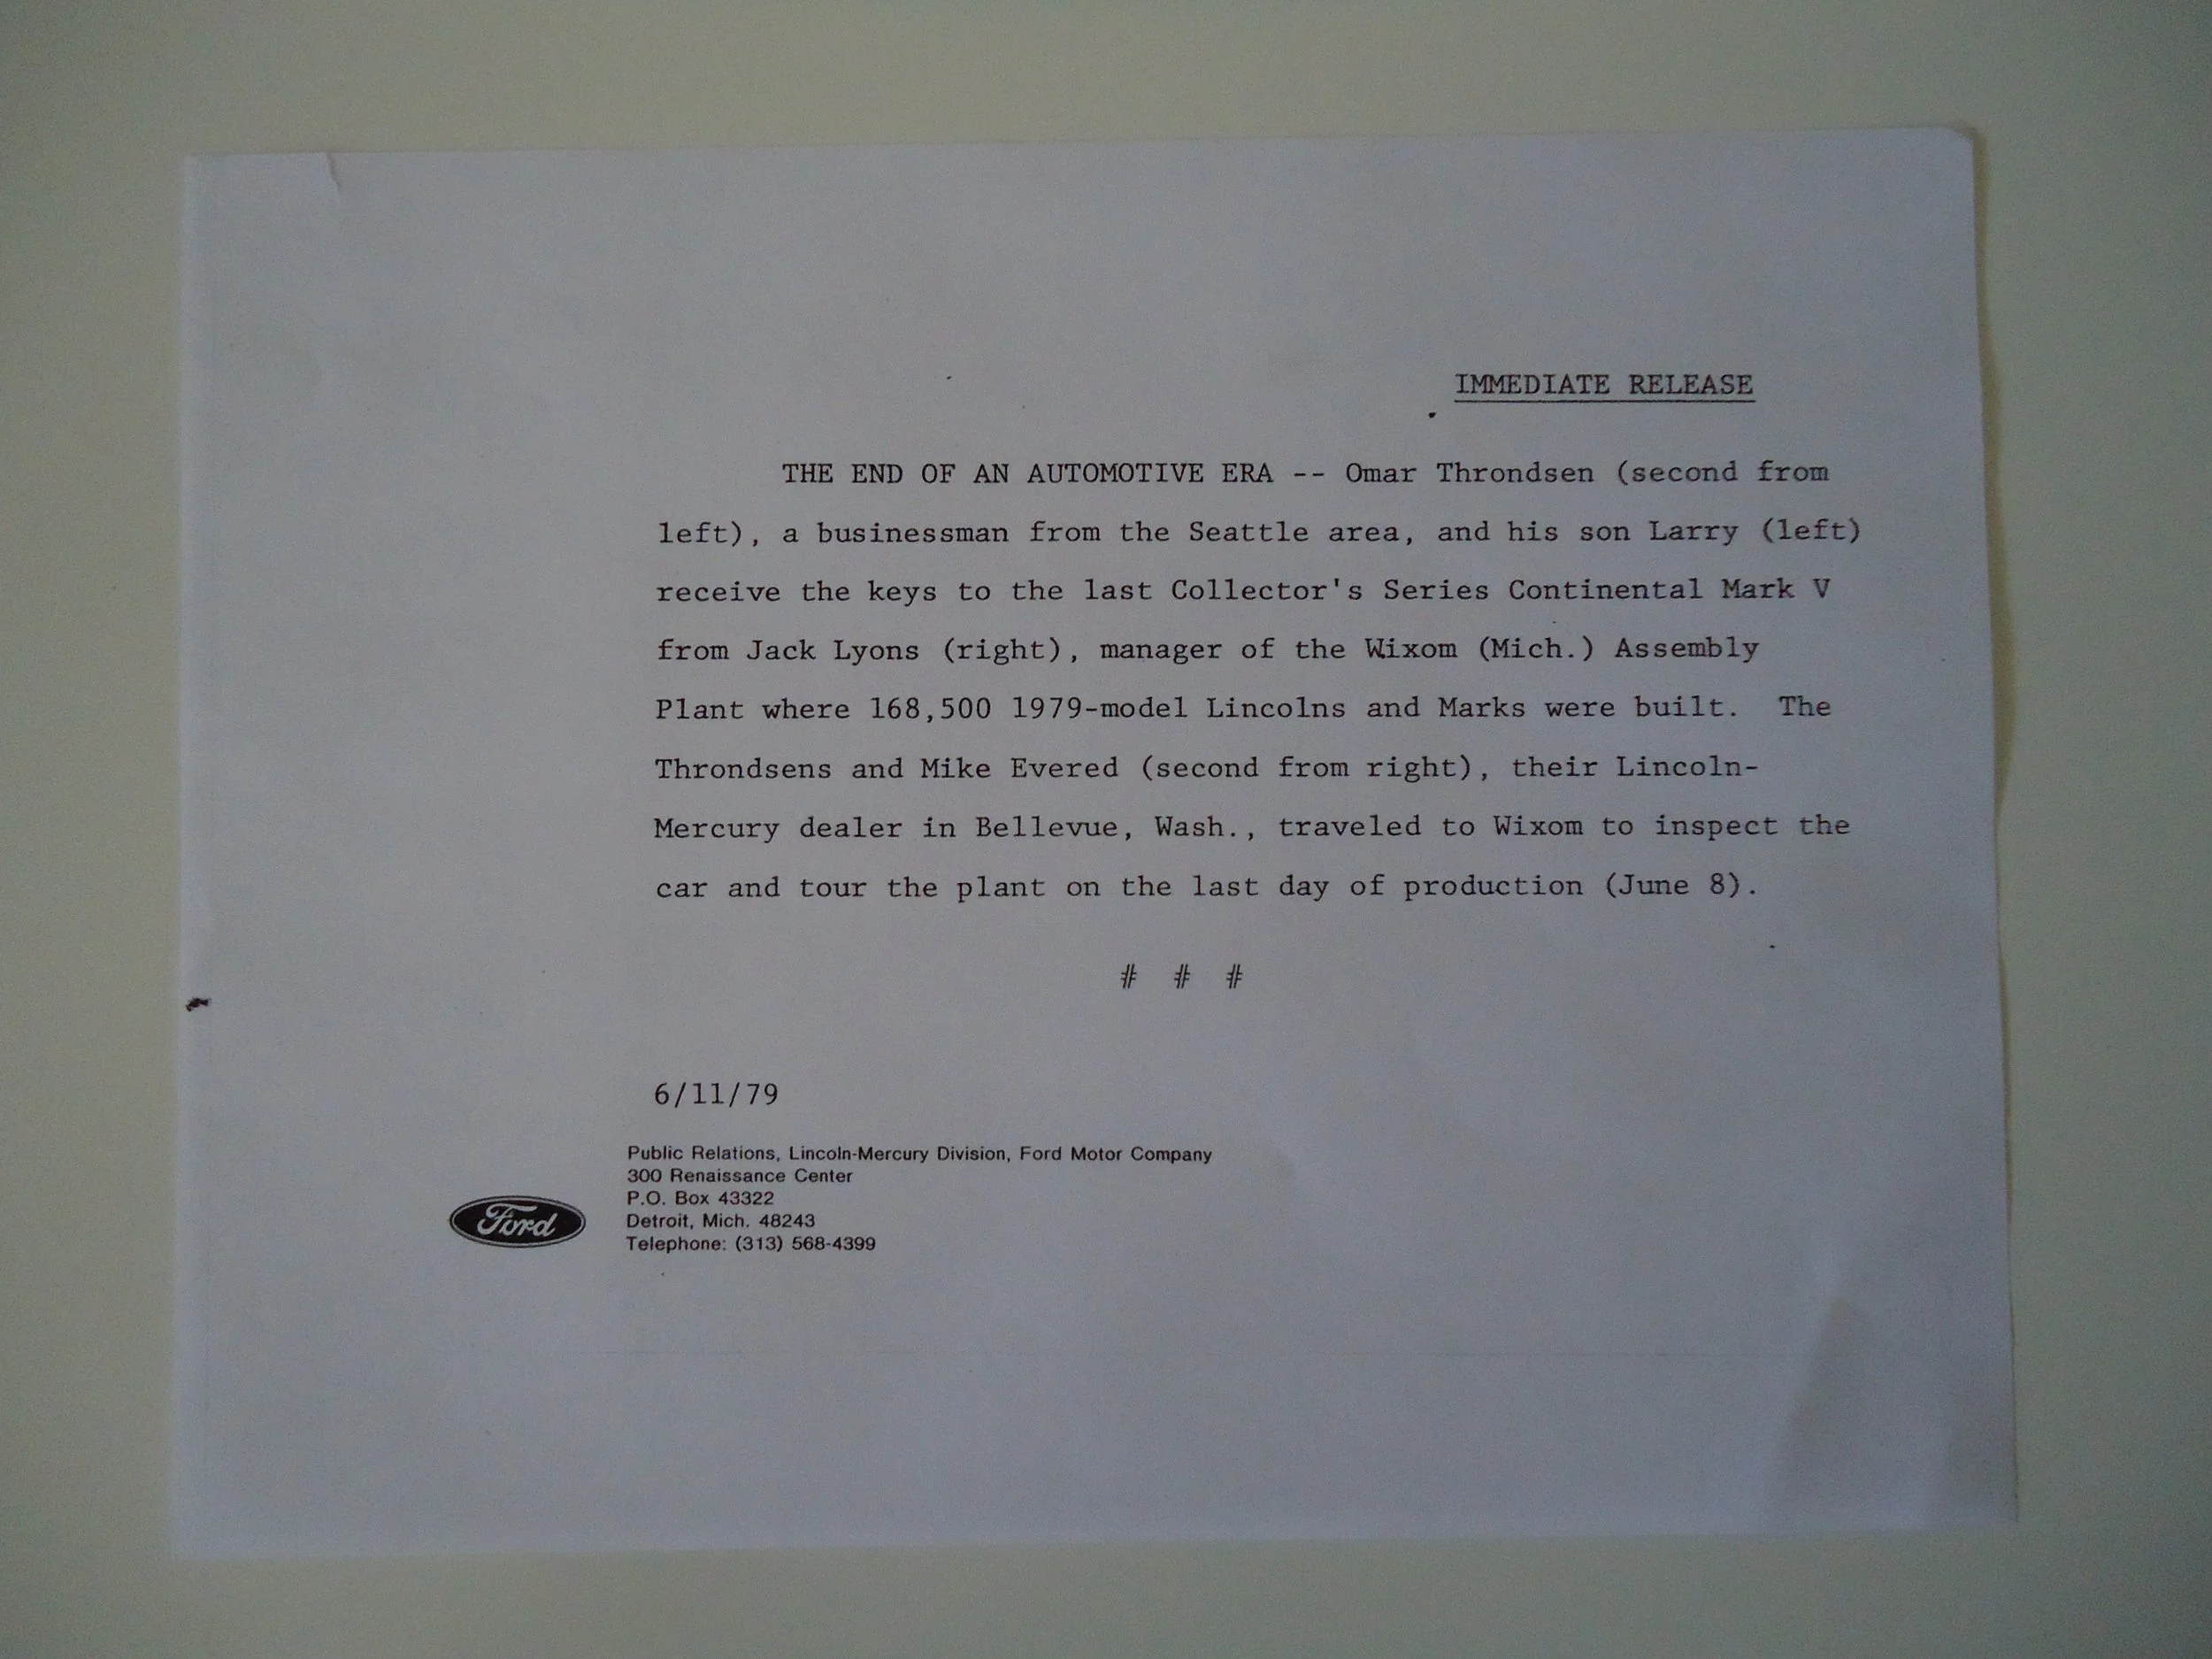 IMMEDIATE RELEASE
THE END OF AN AUTOMOTIVE ERA -- Omar Throndsen (second from
left), a businessman from the Seattle area, and his son Larry (left)
receive the keys to the last Collector's Series Continental Mark V
from Jack Lyons (right), manager of the Wixom (Mich.) Assembly
Plant where 168,500 1979-model Lincolns and Marks were built. The
Throndsens and Mike Evered (second from right), their Lincoln-
Mercury dealer in Bellevue, Wash., traveled to Wixom to inspect the
car and tour the plant on the last day of production (June 8).
# # #
6/11/79
Public Relations, Lincoln-Mercury Division, Ford Motor Company
300 Renaissance Center
P.O. Box 43322
Detroit, Mich. 48243
Telephone: (313) 568-4399
Ford